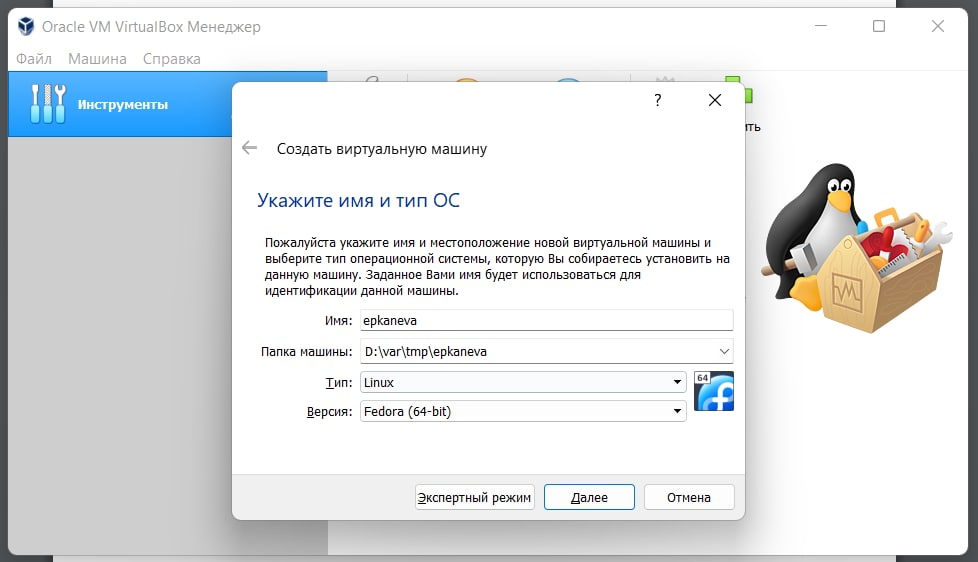 Oracle VM VirtualBox Менеджер
Файл Машина Справка
Инструменты
?
Создать виртуальную машину
Укажите имя и тип ОС
Пожалуйста укажите имя и местоположение новой виртуальной машины и
выберите тип операционной системы, которую Вы собираетесь установить на
данную машину. Заданное Вами имя будет использоваться для
идентификации данной машины.
Имя: epkaneva
Папка машины: D:\var\tmp\epkaneva
Тип: Linux
64
Версия: Fedora (64-bit)
Экспертный режим Далее Отмена